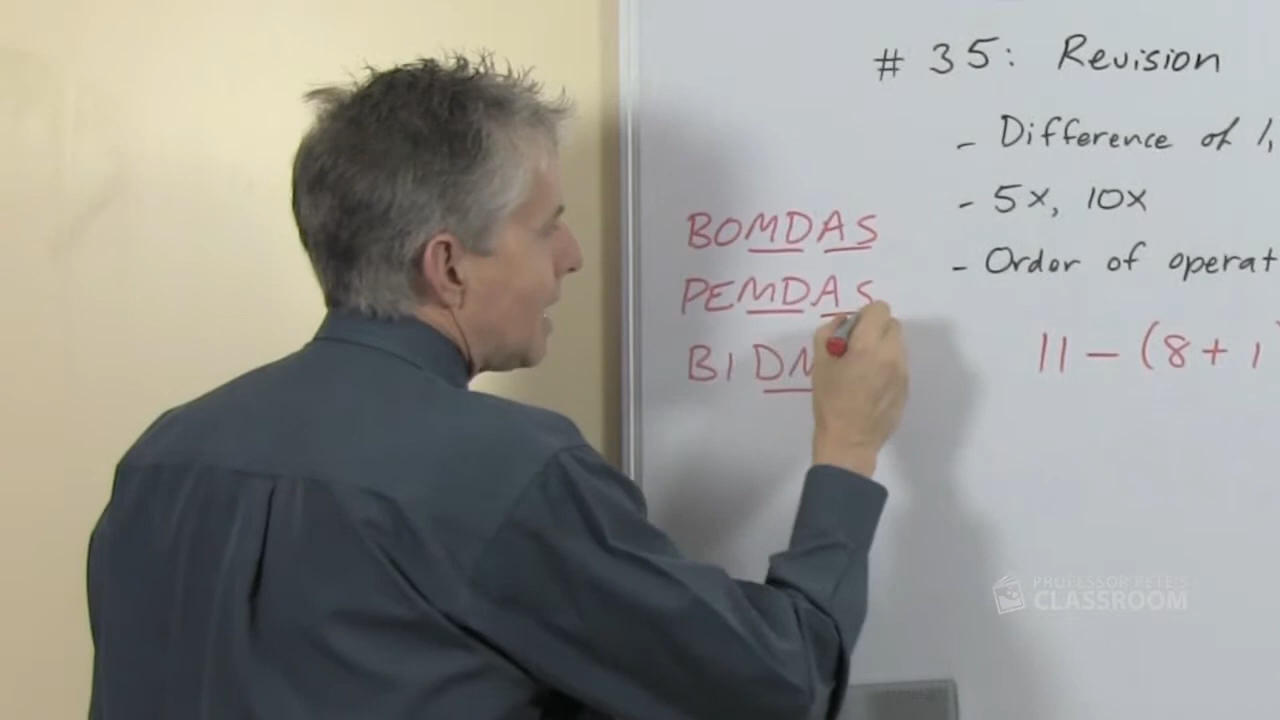 # 35: Revision
- Difference of 1,
- 5x, 10x
- Order of operat
BOMDAS
PEMDAS
BIDM
11 - (8 + 1
PROFESSOR PETE'S
CLASSROOM